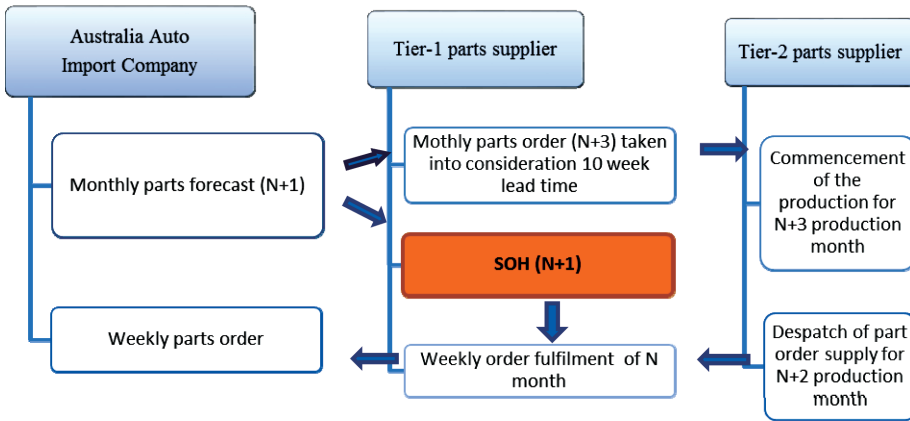 Australia Auto
Import Company
Tier-1 parts supplier
Tier-2 parts supplier
Monthly parts forecast (N+1)
Mothly parts order (N+3) taken
into consideration 10 week
lead time
Commencement
of the
production for
N+3 production
month
SOH (N+1)
Weekly parts order
Weekly order fulfilment of N
month
Despatch of part
order supply for
N+2 production
month